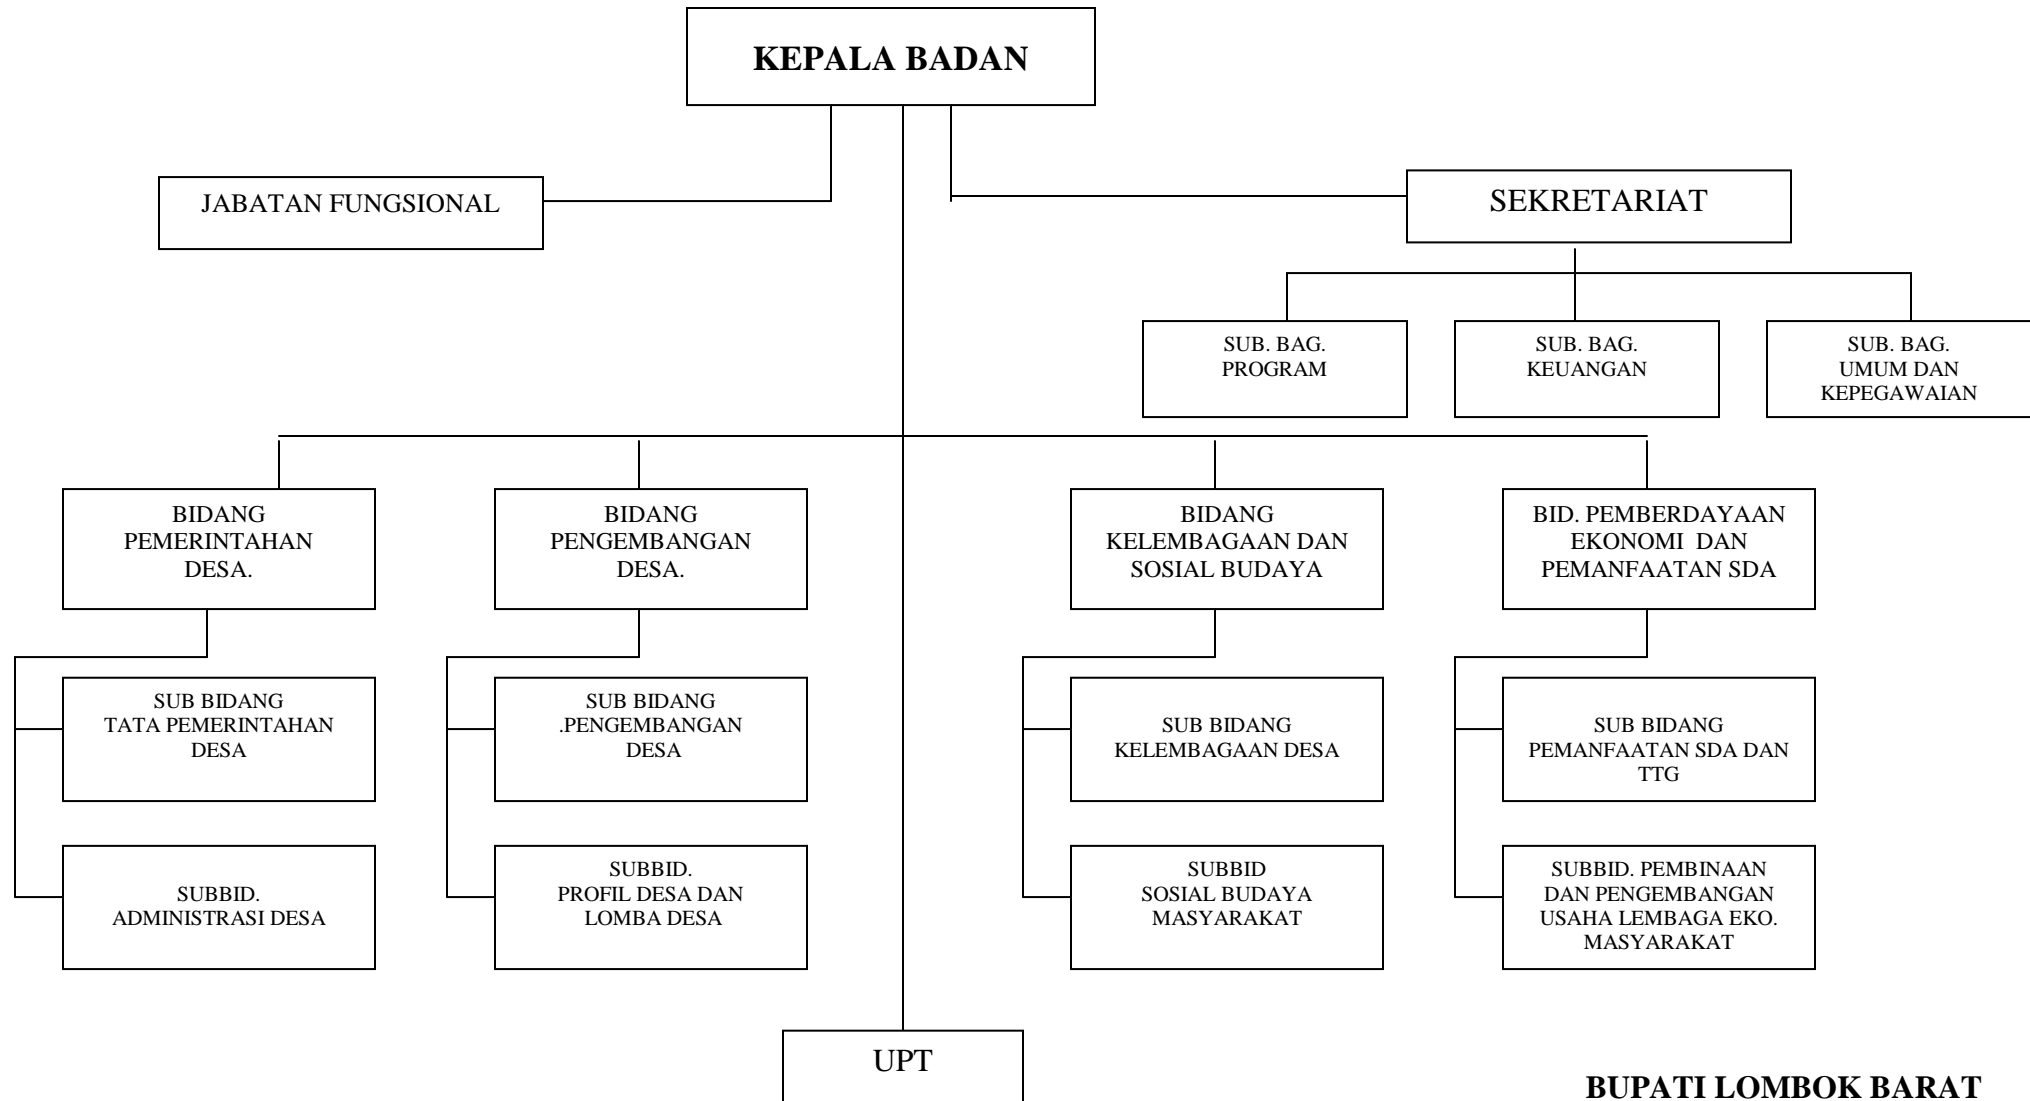 KEPALA BADAN
JABATAN FUNGSIONAL
SEKRETARIAT
SUB. BAG.
PROGRAM
SUB. BAG.
KEUANGAN
SUB. BAG.
UMUM DAN
KEPEGAWAIAN
BIDANG
PEMERINTAHAN
DESA.
BIDANG
PENGEMBANGAN
DESA.
BIDANG
KELEMBAGAAN DAN
SOSIAL BUDAYA
BID. PEMBERDAYAAN
EKONOMI DAN
PEMANFAATAN SDA
SUB BIDANG
TATA PEMERINTAHAN
DESA
SUB BIDANG
.PENGEMBANGAN
DESA
SUB BIDANG
KELEMBAGAAN DESA
SUB BIDANG
PEMANFAATAN SDA DAN
TTG
SUBBID.
ADMINISTRASI DESA
SUBBID.
PROFIL DESA DAN
LOMBA DESA
SUBBID
SOSIAL BUDAYA
MASYARAKAT
SUBBID. PEMBINAAN
DAN PENGEMBANGAN
USAHA LEMBAGA EKO.
MASYARAKAT
UPT
BUPATI LOMBOK BARAT